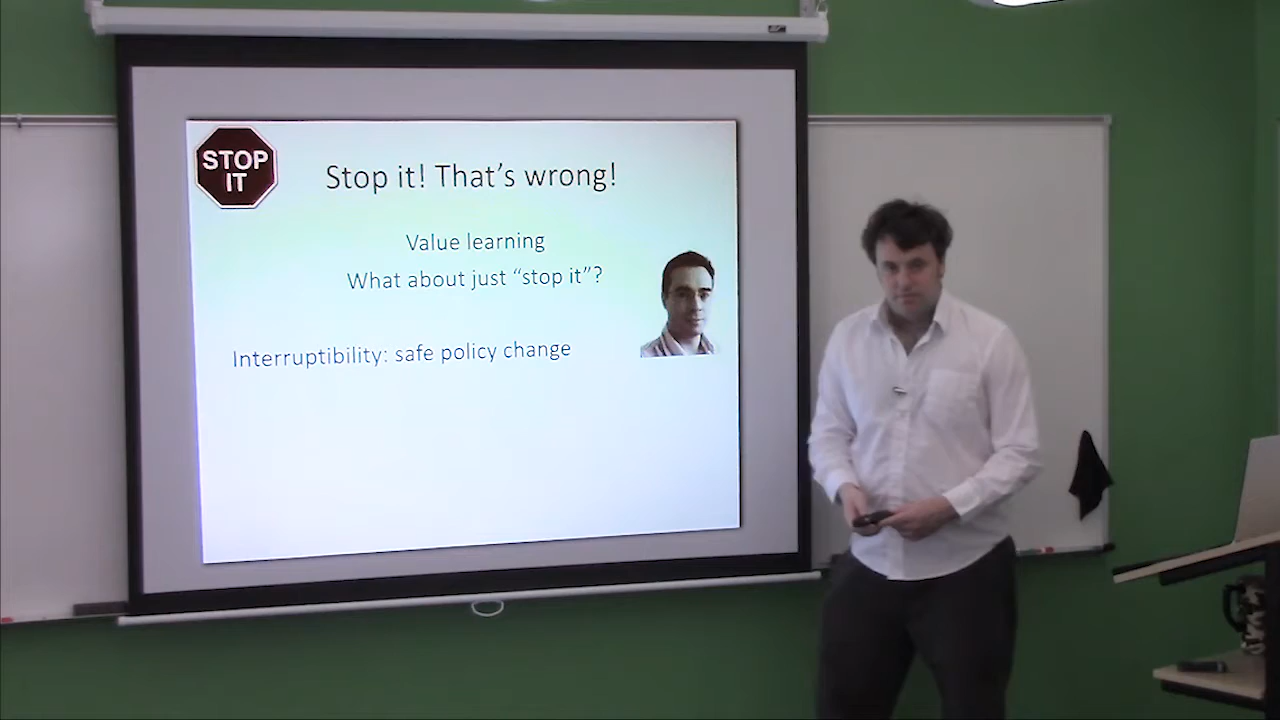 STOP
IT
Stop it! That's wrong!
Value learning
What about just “stop it”?
Interruptibility: safe policy change